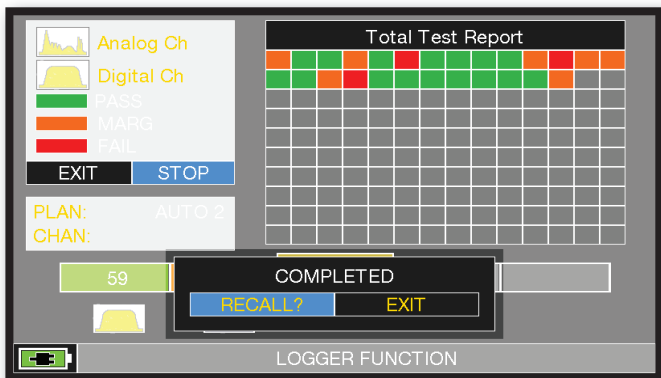 Analog Ch
Digital Ch
PASS
MARG
FAIL
EXIT STOP
PLAN: AUTO 2
CHAN:
Total Test Report
59
COMPLETED
RECALL? EXIT
LOGGER FUNCTION